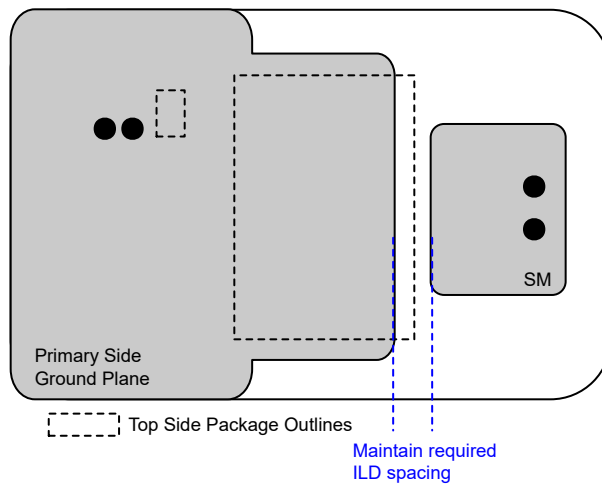 SM
Primary Side
Ground Plane
Top Side Package Outlines
Maintain required
ILD spacing